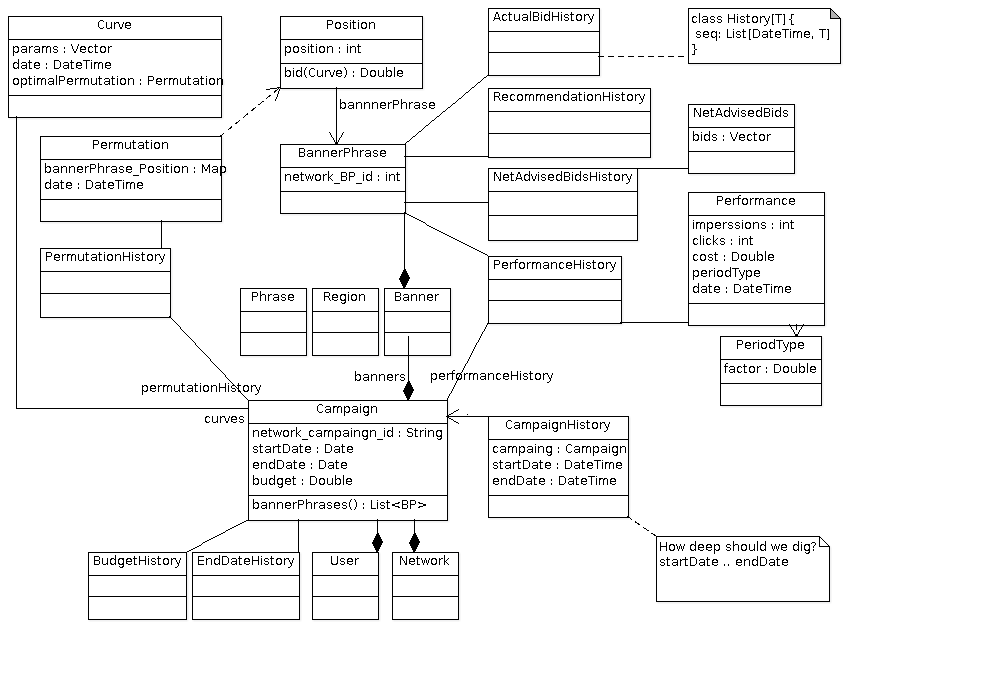 Curve
params : Vector
date : DateTime
optimalPermutation : Permutation
Position
position : int
bid(Curve) : Double
ActualBidHistory
class History[T] {
seq: List[DateTime, T]
}
bannnerPhrase
RecommendationHistory
NetAdvisedBids
bids : Vector
Permutation
bannerPhrase_Position : Map
date : DateTime
BannerPhrase
network_BP_id : int
NetAdvisedBidsHistory
Performance
imperssions : int
clicks : int
cost : Double
periodType
date : DateTime
PermutationHistory
PerformanceHistory
Phrase
Region
Banner
PeriodType
factor : Double
permutationHistory
banners
performanceHistory
curves
Campaign
network_campaingn_id : String
startDate : Date
endDate : Date
budget : Double
bannerPhrases() : List<BP>
CampaignHistory
campaing : Campaign
startDate : DateTime
endDate : DateTime
How deep should we dig?
startDate .. endDate
BudgetHistory
EndDateHistory
User
Network